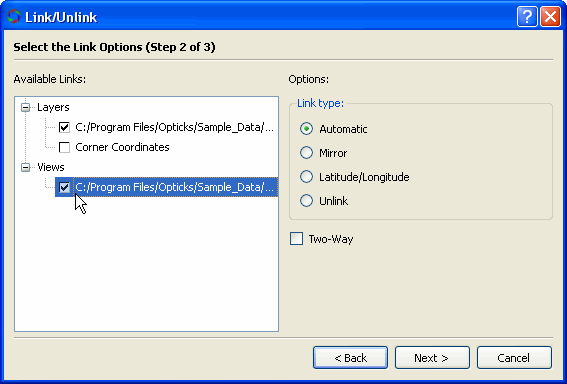 Link/Unlink
Select the Link Options (Step 2 of 3)
Available Links:
Layers
C:/Program Files/Opticks/Sample_Data/...
Corner Coordinates
Views
C:/Program Files/Opticks/Sample_Data/...
Options:
Link type:
Automatic
Mirror
Latitude/Longitude
Unlink
Two-Way
< Back
Next >
Cancel